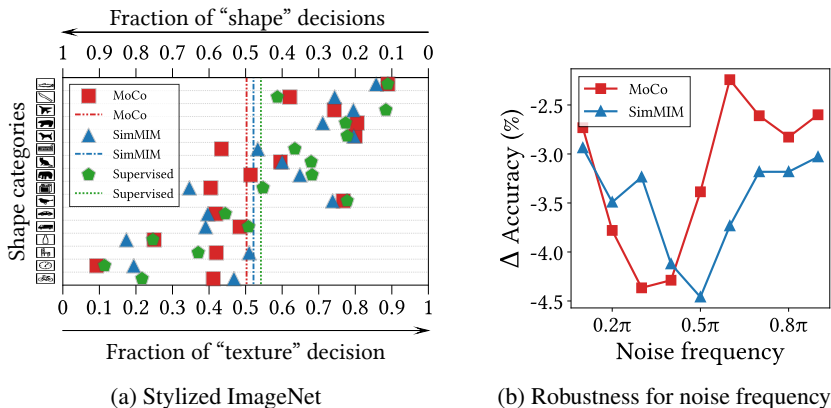 Fraction of “shape” decisions
1 0.9 0.8 0.7 0.6 0.5 0.4 0.3 0.2 0.1 0
Shape categories
MoCo
MoCo
SimMIM
SimMIM
Supervised
Supervised
0 0.1 0.2 0.3 0.4 0.5 0.6 0.7 0.8 0.9 1
Fraction of “texture” decision
(a) Stylized ImageNet
Δ Accuracy (%)
-2.5
-3.0
-3.5
-4.0
-4.5
MoCo
SimMIM
0.2π 0.5π 0.8π
Noise frequency
(b) Robustness for noise frequency